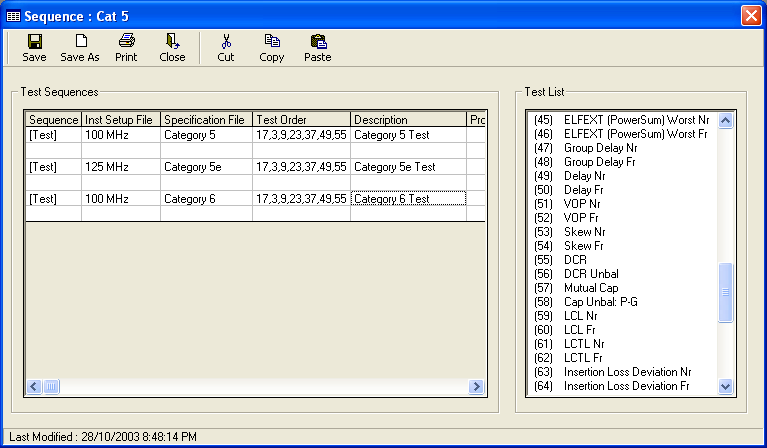 Sequence : Cat 5
Save Save As Print Close Cut Copy Paste
Test Sequences
Sequence Inst Setup File Specification File Test Order Description Pro
[Test] 100 MHz Category 5 17,3,9,23,37,49,55 Category 5 Test
[Test] 125 MHz Category 5e 17,3,9,23,37,49,55 Category 5e Test
[Test] 100 MHz Category 6 17,3,9,23,37,49,55 Category 6 Test
Test List
(45) ELFEXT (PowerSum) Worst Nr
(46) ELFEXT (PowerSum) Worst Fr
(47) Group Delay Nr
(48) Group Delay Fr
(49) Delay Nr
(50) Delay Fr
(51) VOP Nr
(52) VOP Fr
(53) Skew Nr
(54) Skew Fr
(55) DCR
(56) DCR Unbal
(57) Mutual Cap
(58) Cap Unbal: P-G
(59) LCL Nr
(60) LCL Fr
(61) LCTL Nr
(62) LCTL Fr
(63) Insertion Loss Deviation Nr
(64) Insertion Loss Deviation Fr
Last Modified : 28/10/2003 8:48:14 PM